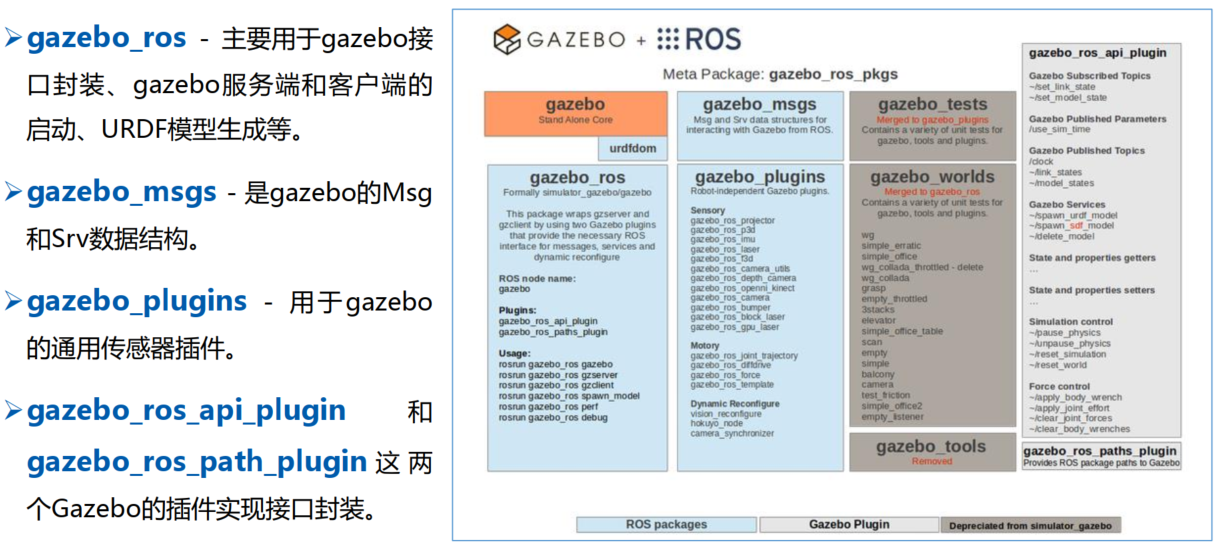 ➢gazebo_ros - 主要用于gazebo接
口封装、gazebo服务端和客户端的
启动、URDF模型生成等。
➢gazebo_msgs - 是gazebo的Msg
和Srv数据结构。
➢gazebo_plugins - 用于gazebo
的通用传感器插件。
➢gazebo_ros_api_plugin 和
gazebo_ros_path_plugin 这 两
个Gazebo的插件实现接口封装。
GAZEBO + ROS
Meta Package: gazebo_ros_pkgs
gazebo
Stand Alone Core
urdfdom
gazebo_ros
Formally simulator_gazebo/gazebo
This package wraps gzserver and
gzclient by using two Gazebo plugins
that provide the necessary ROS
interface for messages, services and
dynamic reconfigure
ROS node name:
gazebo
Plugins:
gazebo_ros_api_plugin
gazebo_ros_paths_plugin
Usage:
rosrun gazebo_ros gazebo
rosrun gazebo_ros gzserver
rosrun gazebo_ros gzclient
rosrun gazebo_ros spawn_model
rosrun gazebo_ros perf
rosrun gazebo_ros debug
gazebo_msgs
Msg and Srv data structures for
interacting with Gazebo from ROS.
gazebo_plugins
Robot-independent Gazebo plugins.
Sensory
gazebo_ros_projector
gazebo_ros_p3d
gazebo_ros_imu
gazebo_ros_laser
gazebo_ros_f3d
gazebo_ros_camera_utils
gazebo_ros_depth_camera
gazebo_ros_openni_kinect
gazebo_ros_camera
gazebo_ros_bumper
gazebo_ros_block_laser
gazebo_ros_gpu_laser
Motory
gazebo_ros_joint_trajectory
gazebo_ros_diffdrive
gazebo_ros_force
gazebo_ros_template
Dynamic Reconfigure
vision_reconfigure
hokuyo_node
camera_synchronizer
gazebo_tests
Merged to gazebo_plugins
Contains a variety of unit tests for
gazebo, tools and plugins.
gazebo_worlds
Merged to gazebo_ros
Contains a variety of unit tests for
gazebo, tools and plugins.
wg
simple_erratic
simple_office
wg_collada_throttled - delete
wg_collada
grasp
empty_throttled
3stacks
elevator
simple_office_table
scan
empty
simple
balcony
camera
test_friction
simple_office2
empty_listener
gazebo_tools
Removed
gazebo_ros_api_plugin
Gazebo Subscribed Topics
~/set_link_state
~/set_model_state
Gazebo Published Parameters
/use_sim_time
Gazebo Published Topics
/clock
~/link_states
~/model_states
Gazebo Services
~/spawn_urdf_model
~/spawn_sdf_model
~/delete_model
State and properties getters
...
State and properties setters
...
Simulation control
~/pause_physics
~/unpause_physics
~/reset_simulation
~/reset_world
Force control
~/apply_body_wrench
~/apply_joint_effort
~/clear_joint_forces
~/clear_body_wrenches
gazebo_ros_paths_plugin
Provides ROS package paths to Gazebo
ROS packages
Gazebo Plugin
Depreciated from simulator_gazebo